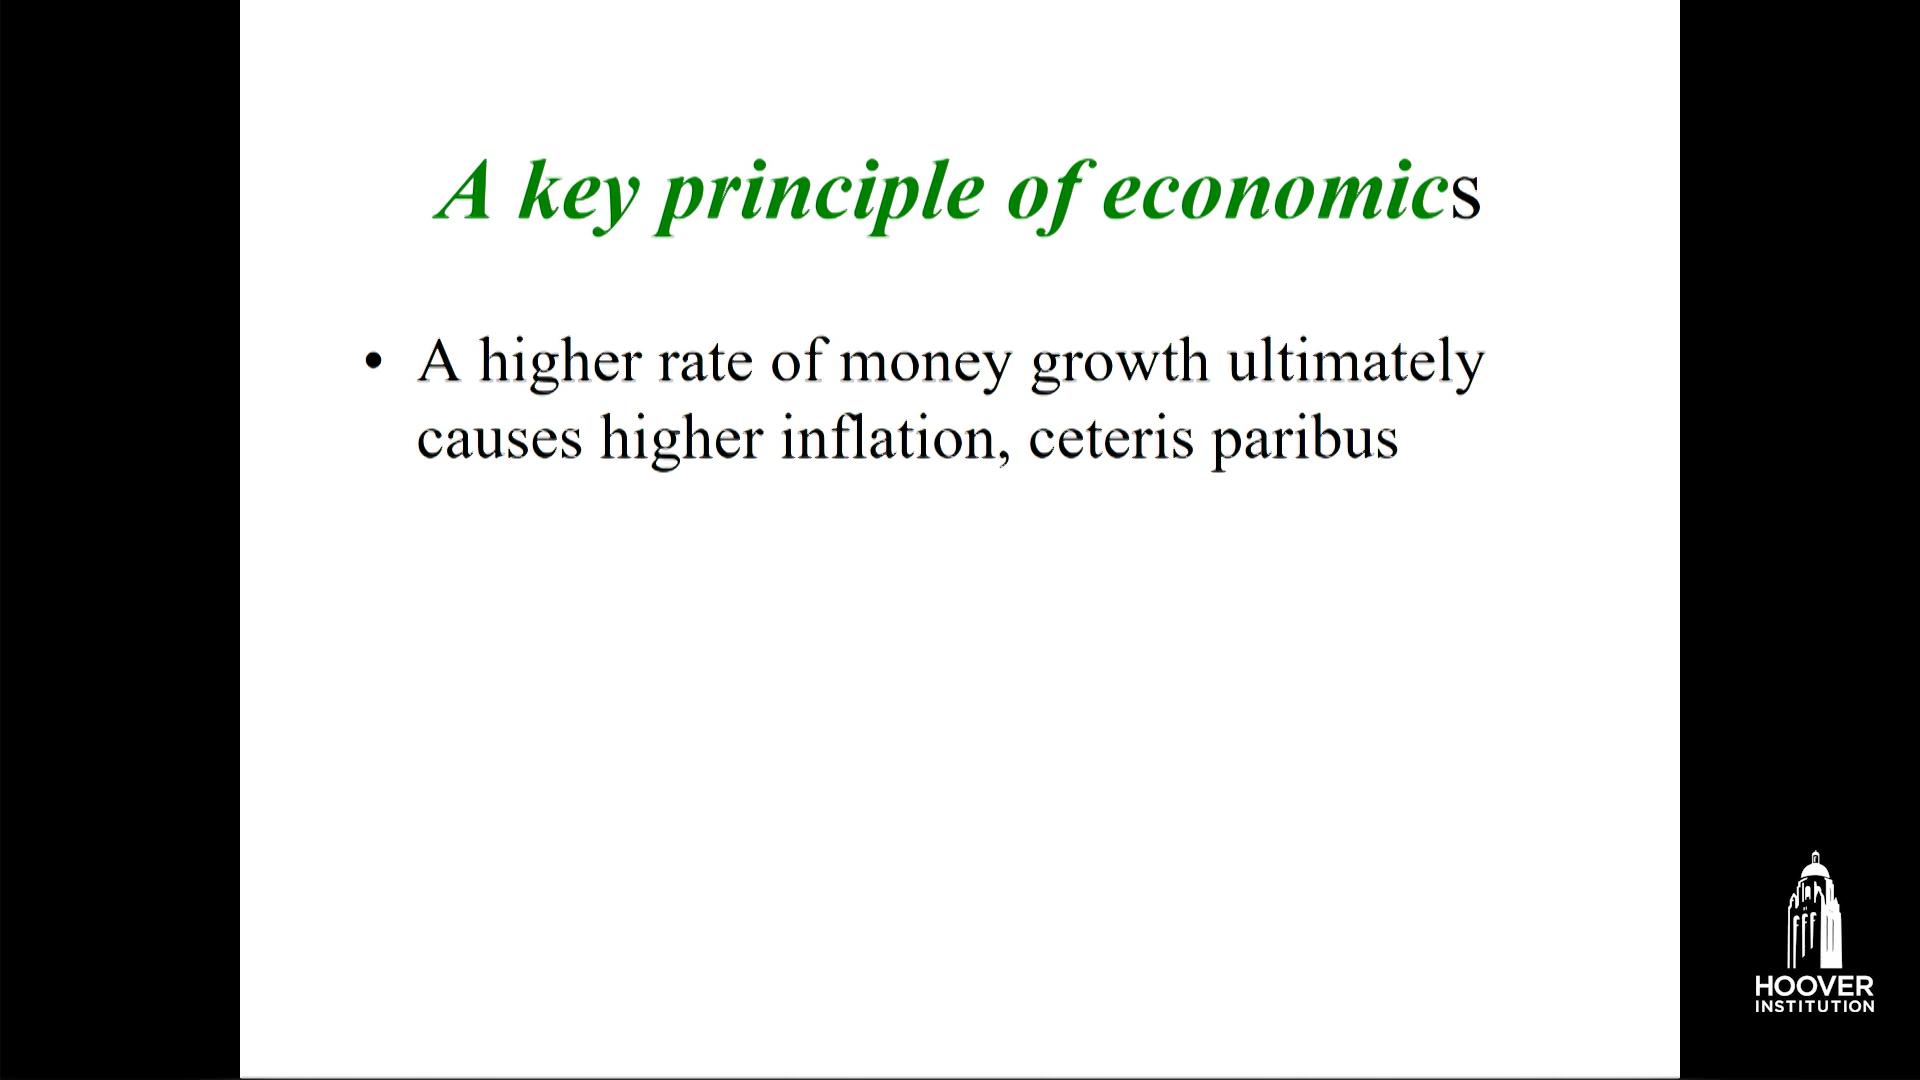 A key principle of economics
• A higher rate of money growth ultimately
causes higher inflation, ceteris paribus
HOOVER
INSTITUTION